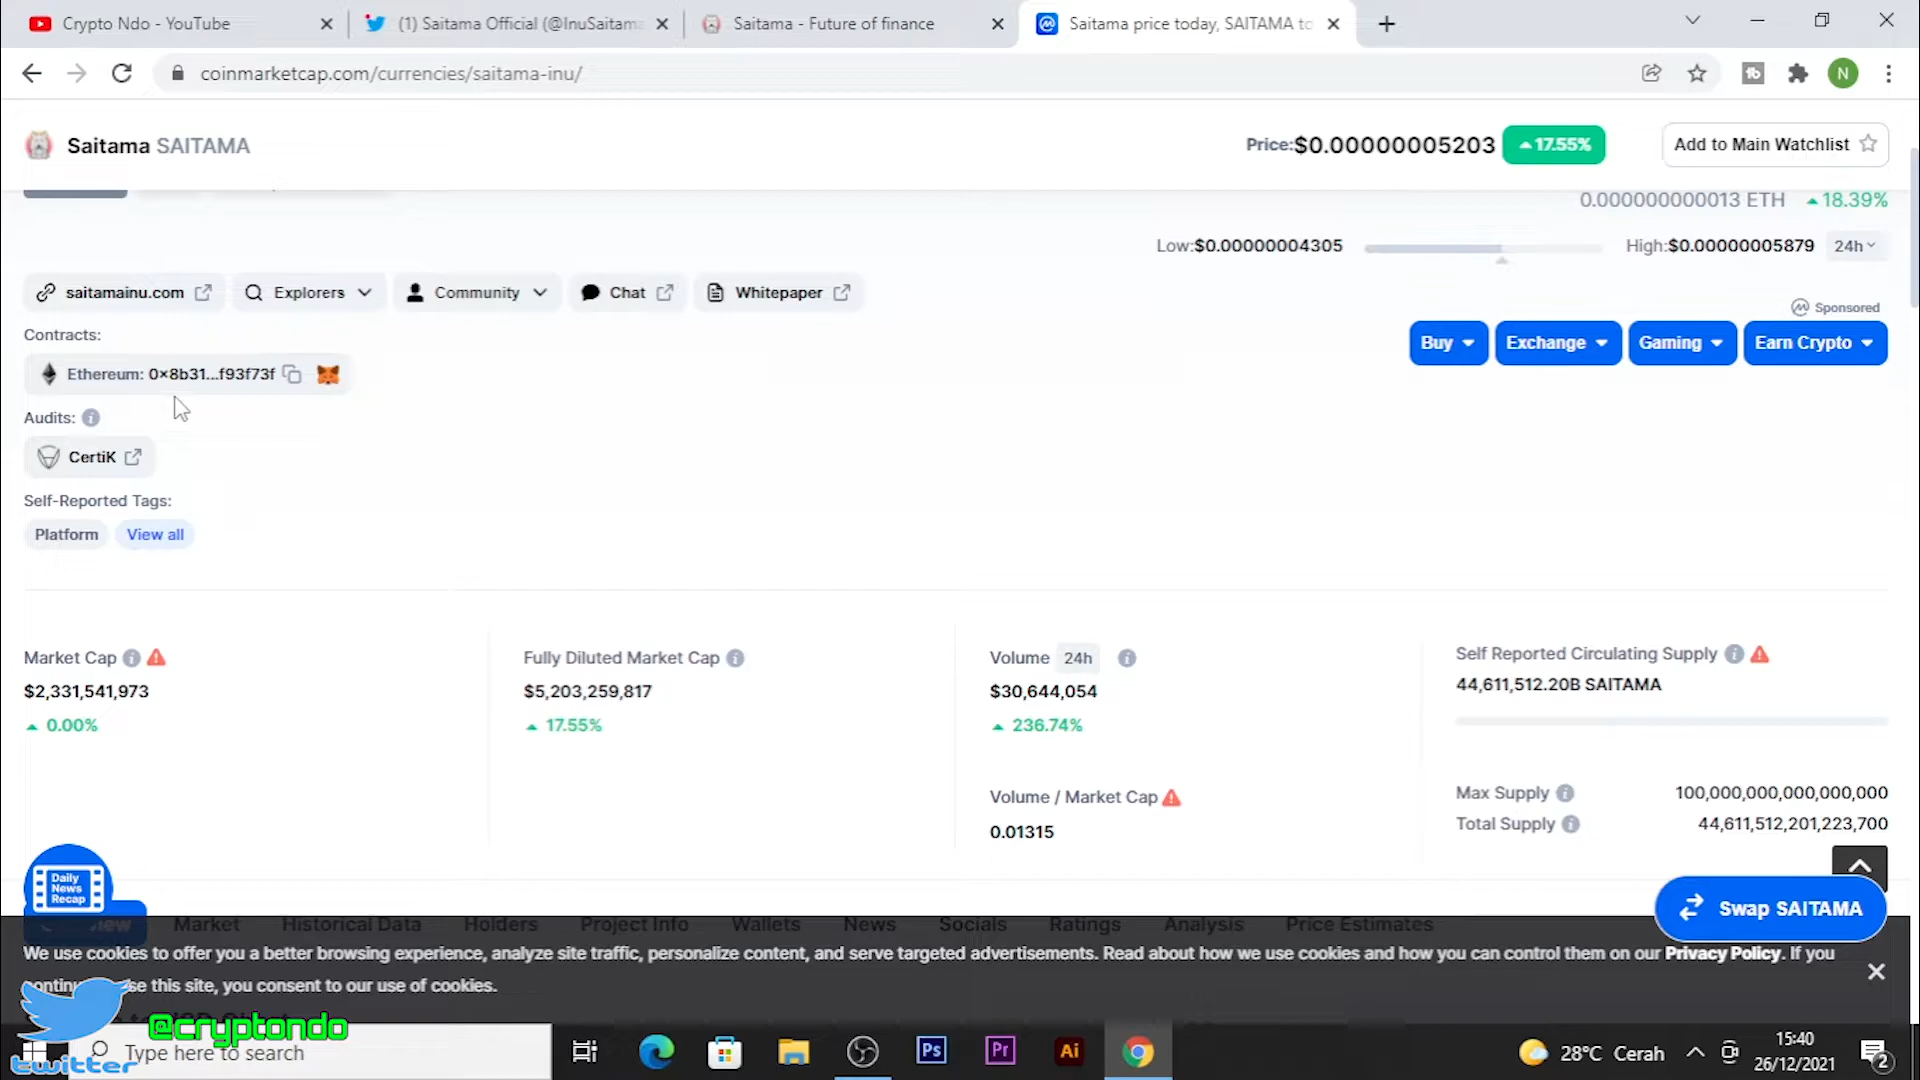 Crypto Ndo - YouTube
(1) Saitama Official (@InuSaitama
Saitama - Future of finance
Saitama price today, SAITAMA to
coinmarketcap.com/currencies/saitama-inu/
N
Saitama SAITAMA
Price:$0.00000005203
17.55%
Add to Main Watchlist
0.000000000013 ETH
18.39%
Low:$0.00000004305
High:$0.00000005879
24h
saitamainu.com
Explorers
Community
Chat
Whitepaper
Sponsored
Contracts:
Buy
Exchange
Gaming
Earn Crypto
Ethereum: 0x8b31...f93f73f
Audits:
CertiK
Self-Reported Tags:
Platform
View all
Market Cap
$2,331,541,973
0.00%
Fully Diluted Market Cap
$5,203,259,817
17.55%
Volume 24h
$30,644,054
236.74%
Volume / Market Cap
0.01315
Self Reported Circulating Supply
44,611,512.20B SAITAMA
Max Supply
100,000,000,000,000,000
Total Supply
44,611,512,201,223,700
Daily
News
Recap
Swap SAITAMA
Market
Historical Data
Holders
Project Info
Wallets
News
Socials
Ratings
Analysis
Price Estimates
We use cookies to offer you a better browsing experience, analyze site traffic, personalize content, and serve targeted advertisements. Read about how we use cookies and how you can control them on our Privacy Policy. If you
this site, you consent to our use of cookies.
@cryptondo
twitter
Type here to search
Ps
Pr
Ai
28°C Cerah
15:40
26/12/2021
2